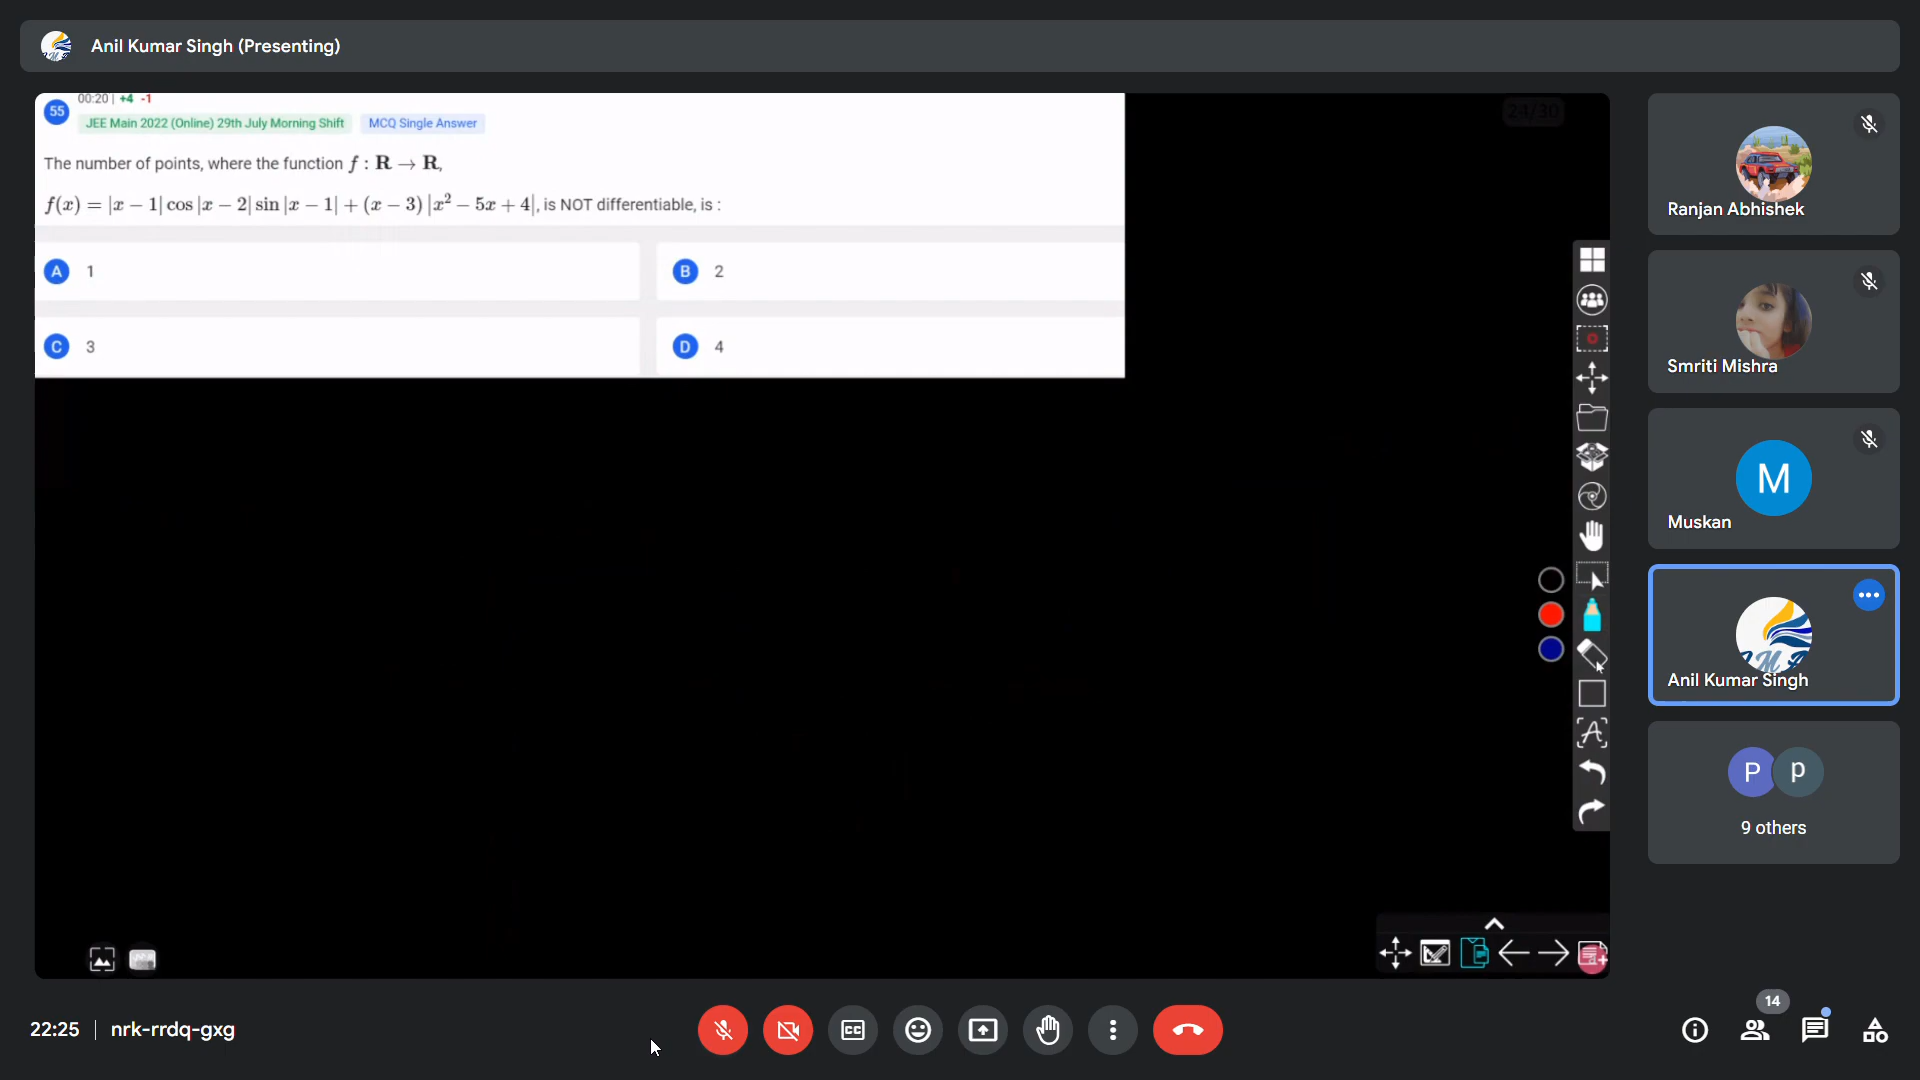 Anil Kumar Singh (Presenting)
55
00:20 | +4 -1
JEE Main 2022 (Online) 29th July Morning Shift MCQ Single Answer
The number of points, where the function f : R → R,
f(x) = |x − 1| cos |x − 2| sin |x − 1| + (x − 3) |x² − 5x + 4|, is NOT differentiable, is :
A 1
B 2
C 3
D 4
24/30
Ranjan Abhishek
Smriti Mishra
M
Muskan
Anil Kumar Singh
P p
9 others
22:25 | nrk-rrdq-gxg
14